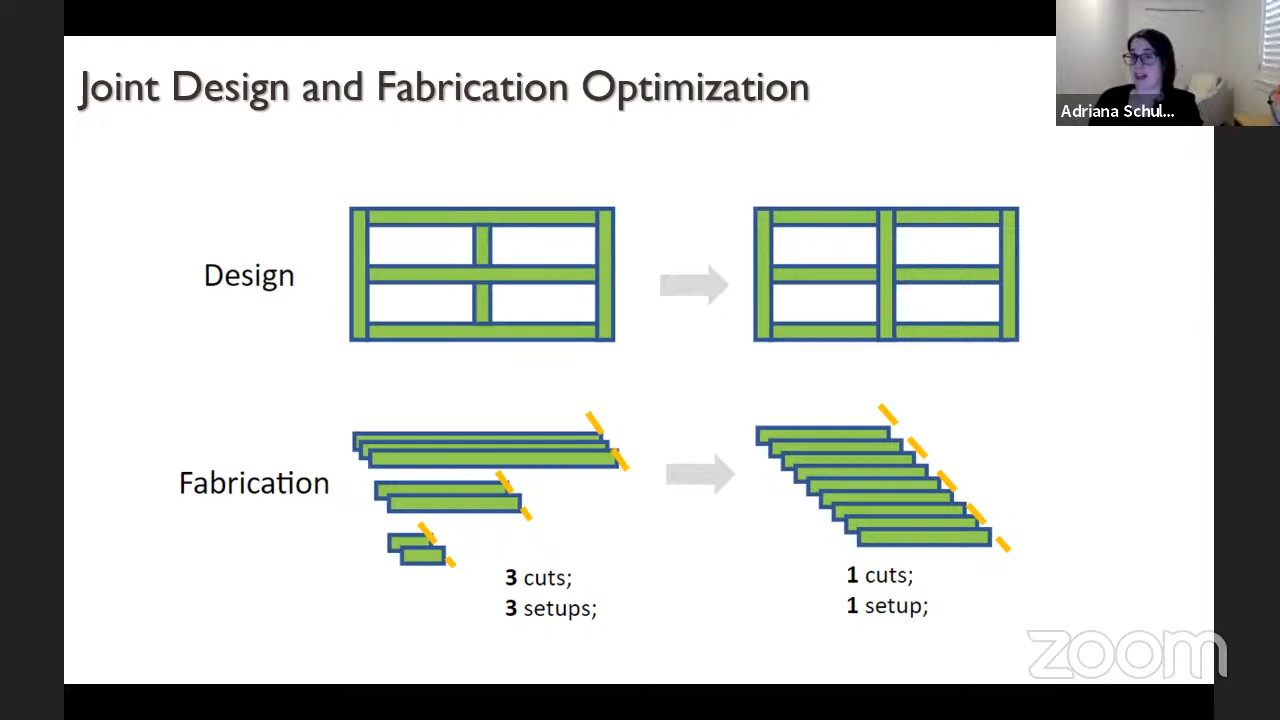 Joint Design and Fabrication Optimization
Adriana Schul...
Design
Fabrication
3 cuts;
3 setups;
1 cuts;
1 setup;
zoom